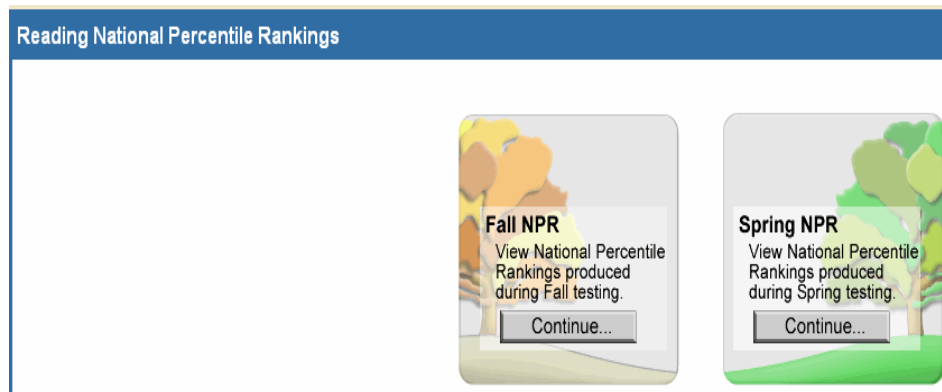 Reading National Percentile Rankings
Fall NPR
View National Percentile
Rankings produced
during Fall testing.
Continue...
Spring NPR
View National Percentile
Rankings produced
during Spring testing.
Continue...